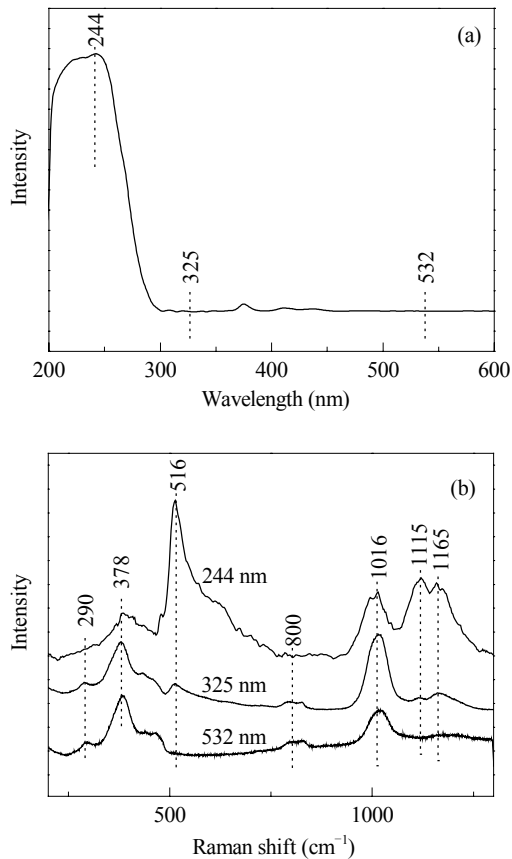 244
(a)
325
532
Intensity
200 300 400 500 600
Wavelength (nm)
516
(b)
1115
1165
1016
378
244 nm
290
800
325 nm
532 nm
Intensity
500 1000
Raman shift (cm⁻¹)